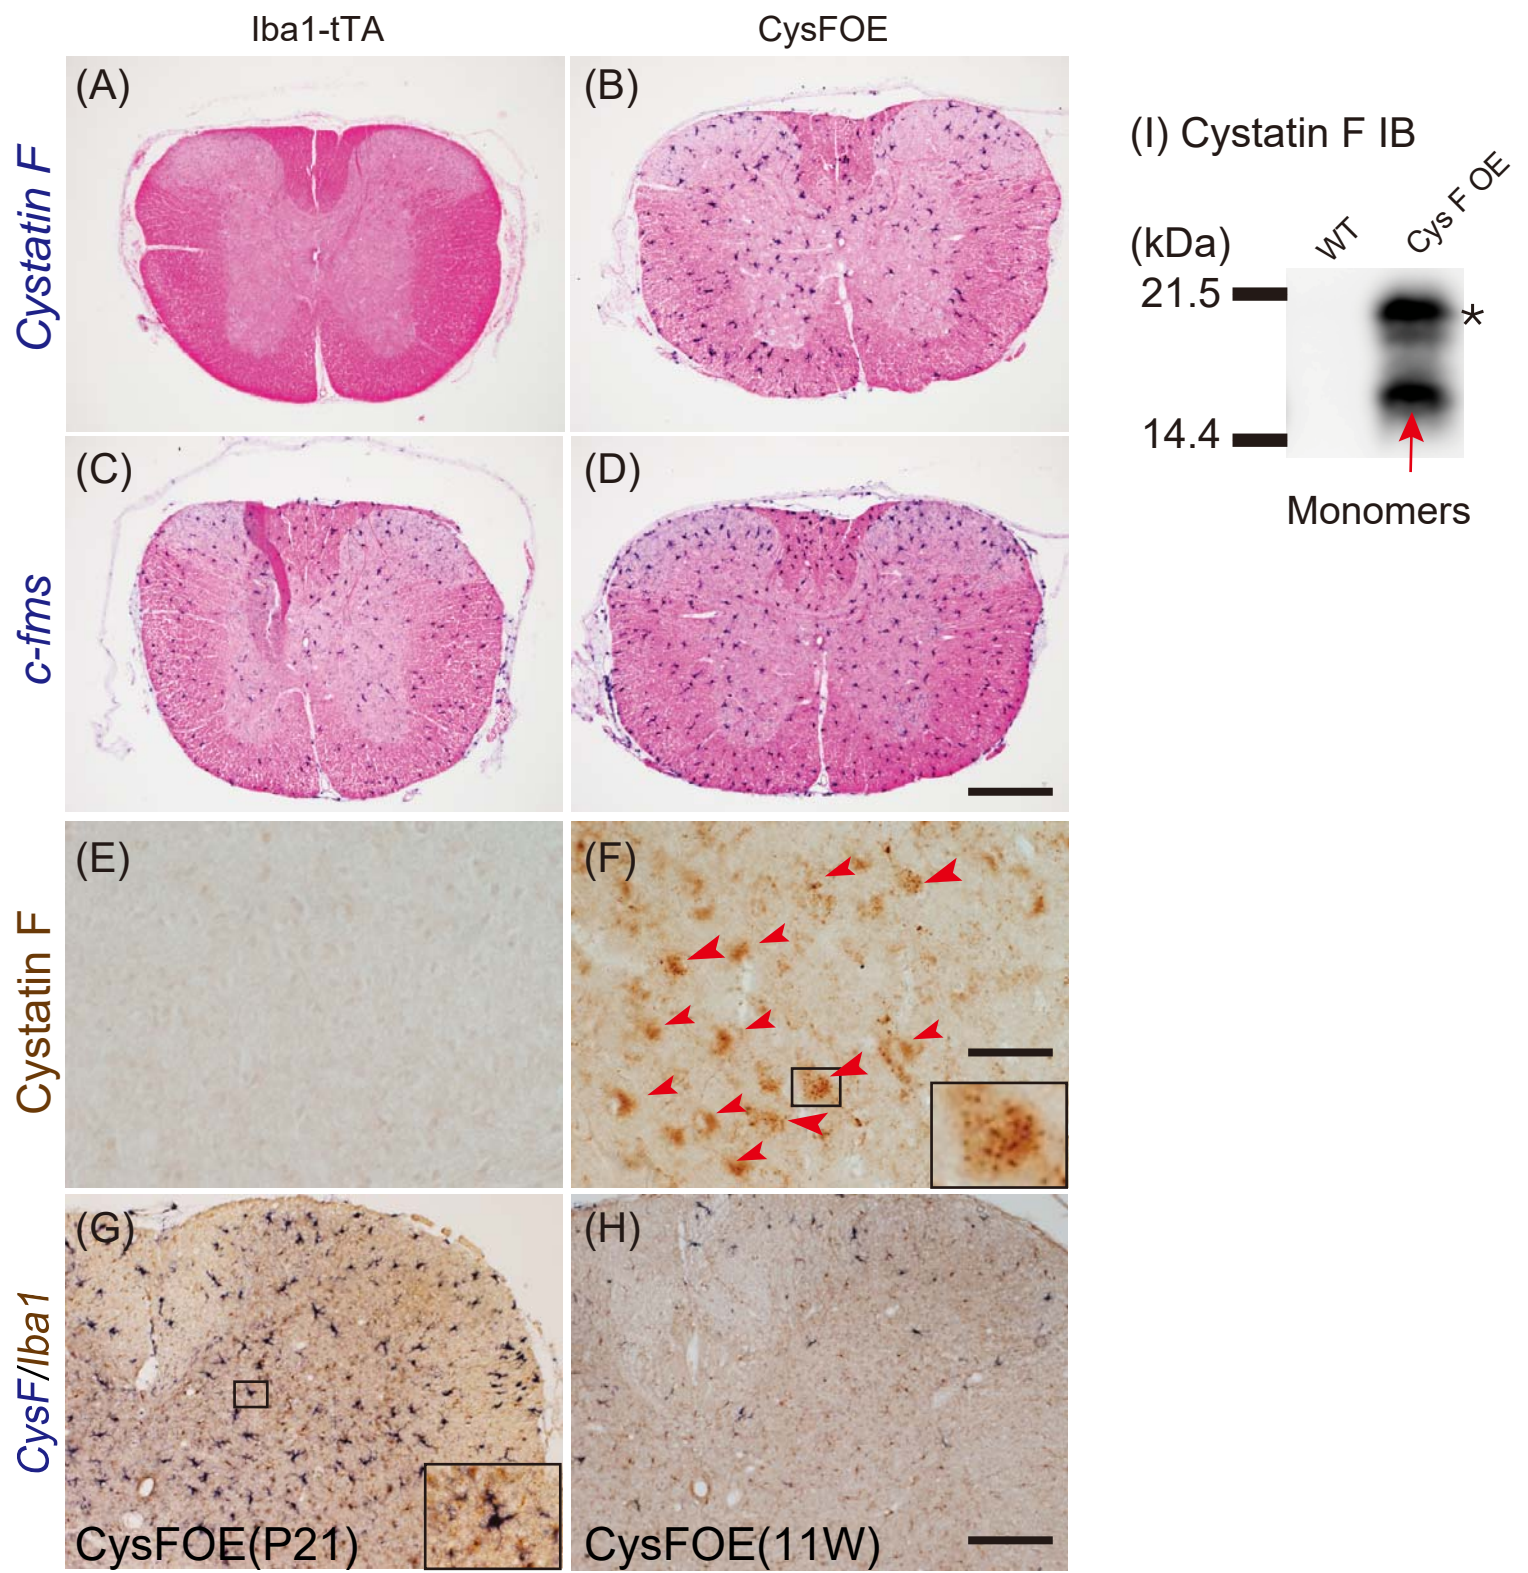 Iba1-tTA
CysFOE
Cystatin F
(A)
(B)
c-fms
(C)
(D)
Cystatin F
(E)
(F)
CysF/Iba1
(G)
CysFOE(P21)
(H)
CysFOE(11W)
(I) Cystatin F IB
(kDa)
WT
Cys F OE
21.5
*
14.4
Monomers